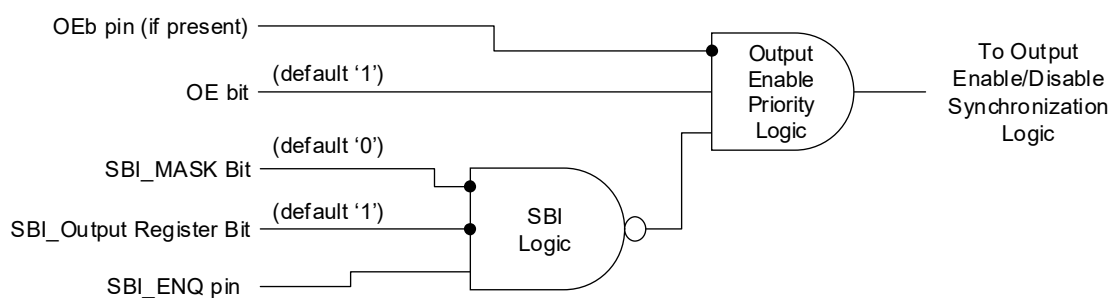 OEb pin (if present)
(default ‘1’)
OE bit
(default ‘0’)
SBI_MASK Bit
(default ‘1’)
SBI_Output Register Bit
SBI_ENQ pin
SBI
Logic
Output
Enable
Priority
Logic
To Output
Enable/Disable
Synchronization
Logic